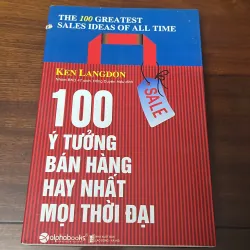 THE 100 GREATEST
SALES IDEAS OF ALL TIME
KEN LANGDON
SALE
100
Ý TƯỞNG
BÁN HÀNG
HAY NHẤT
MỌI THỜI ĐẠI
alphabooks